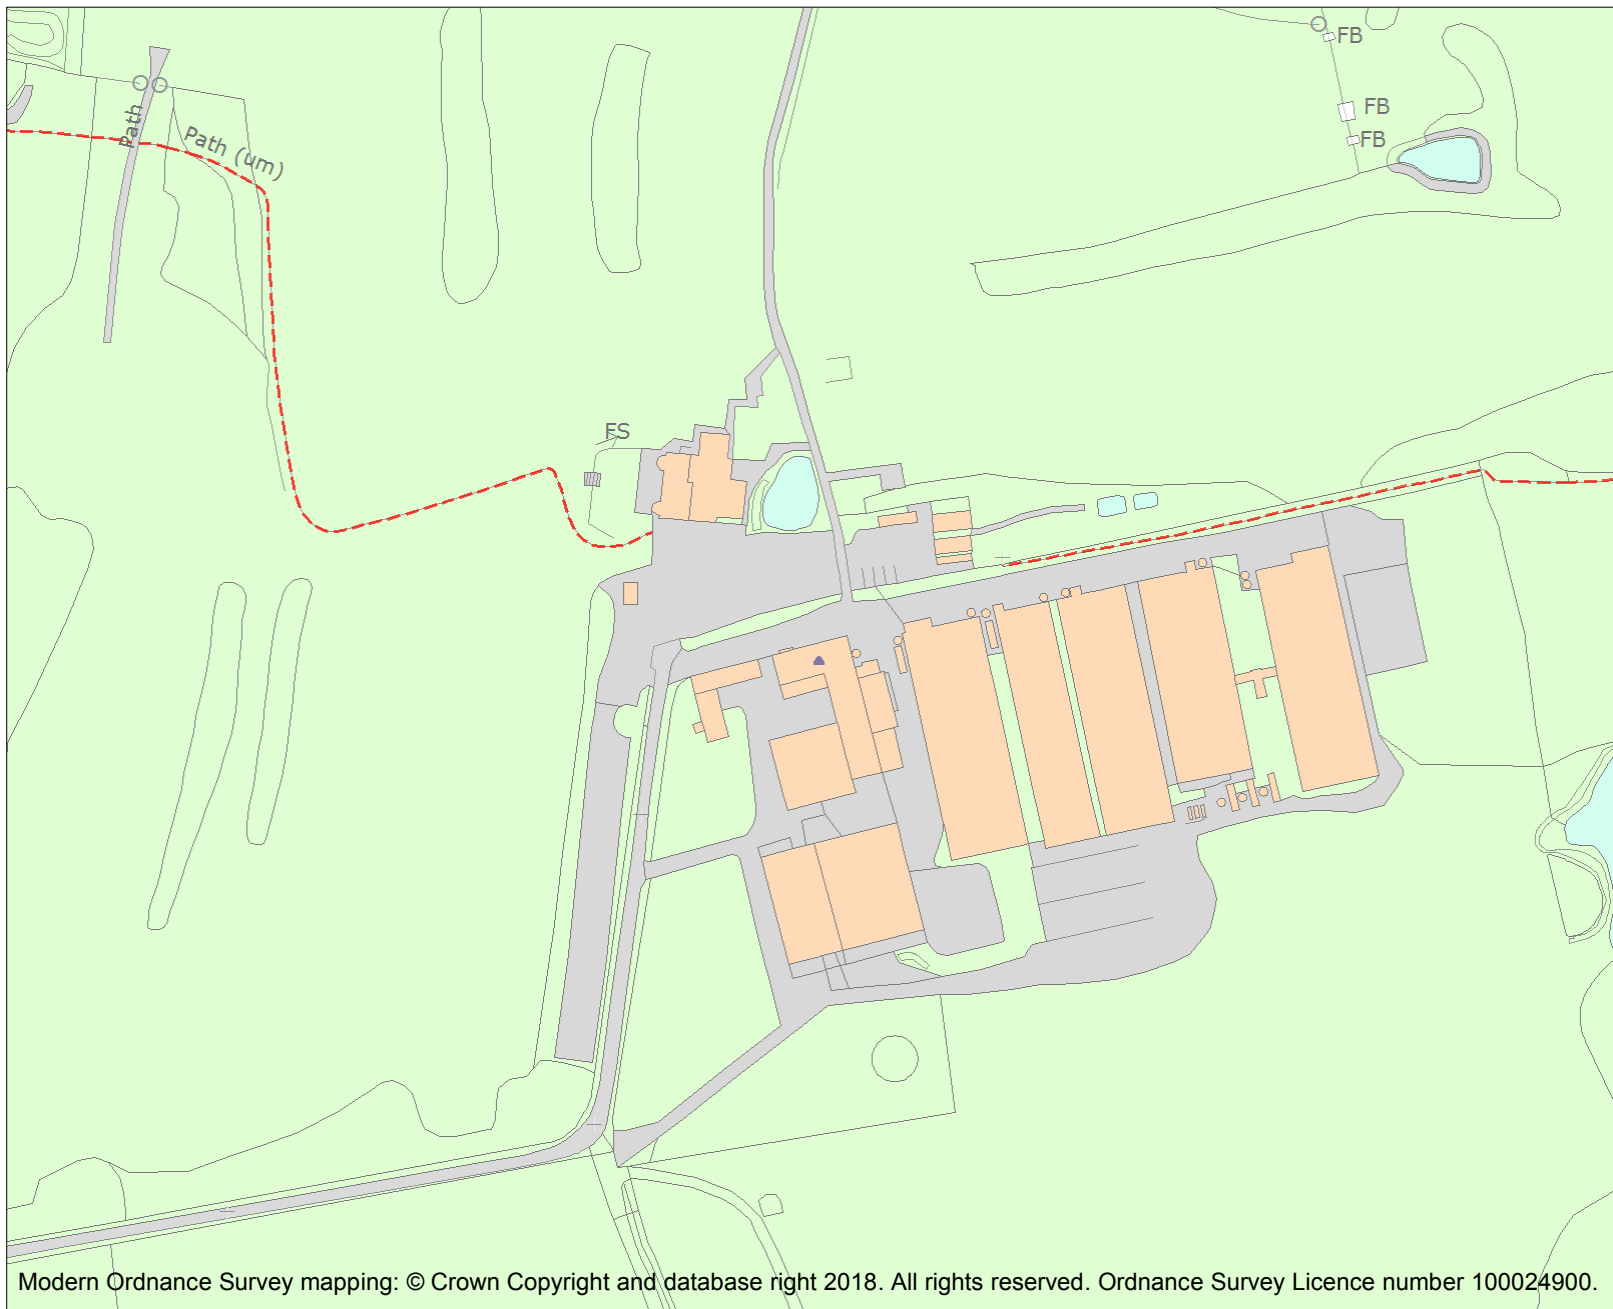 FB
FB
FB
Path
Path (um)
FS
Modern Ordnance Survey mapping: © Crown Copyright and database right 2018. All rights reserved. Ordnance Survey Licence number 100024900.